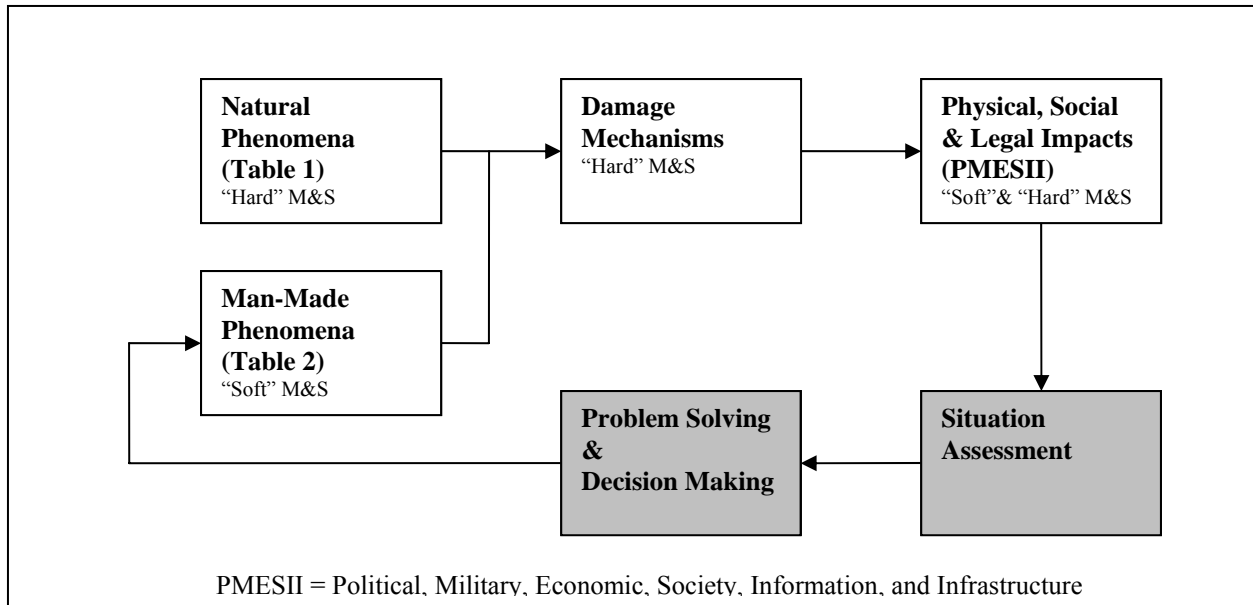 Natural
Phenomena
(Table 1)
“Hard” M&S
Damage
Mechanisms
“Hard” M&S
Physical, Social
& Legal Impacts
(PMESII)
“Soft”& “Hard” M&S
Man-Made
Phenomena
(Table 2)
“Soft” M&S
Problem Solving
&
Decision Making
Situation
Assessment
PMESII = Political, Military, Economic, Society, Information, and Infrastructure